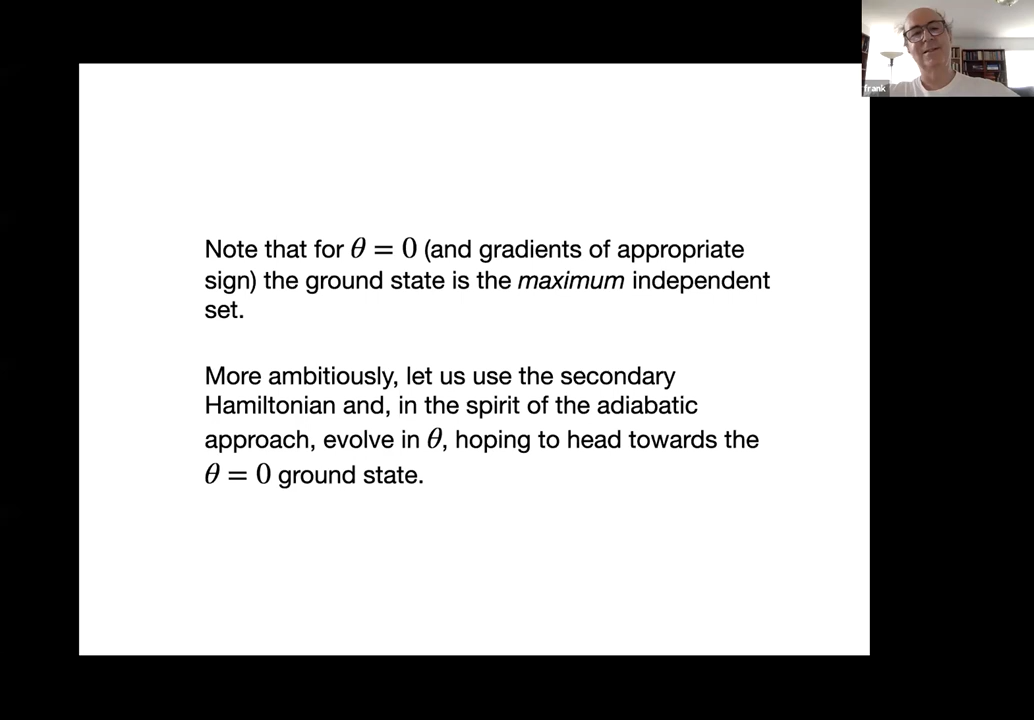 frank
Note that for θ = 0 (and gradients of appropriate
sign) the ground state is the maximum independent
set.
More ambitiously, let us use the secondary
Hamiltonian and, in the spirit of the adiabatic
approach, evolve in θ, hoping to head towards the
θ = 0 ground state.